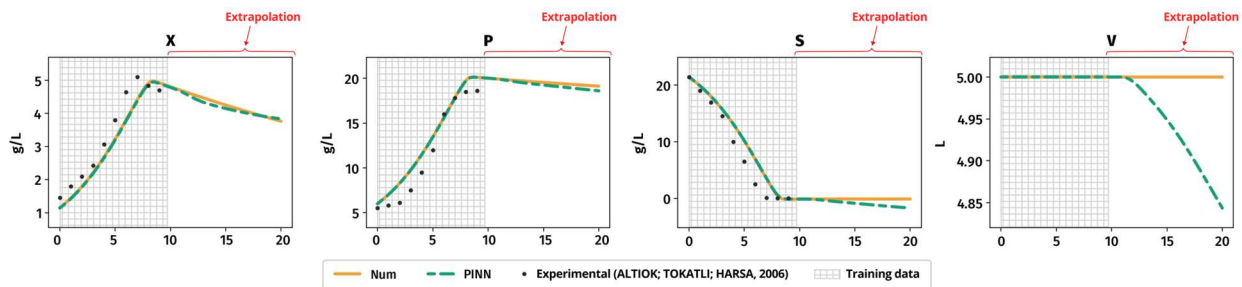 Extrapolation Extrapolation Extrapolation Extrapolation
X P S V
5 20 20 5.00
4 15 4.95
3 10 4.90
2 10 0 4.85
1 5
g/L g/L g/L L
0 5 10 15 20 0 5 10 15 20 0 5 10 15 20 0 5 10 15 20
Num PINN Experimental (ALTIOK; TOKATLI; HARSA, 2006) Training data